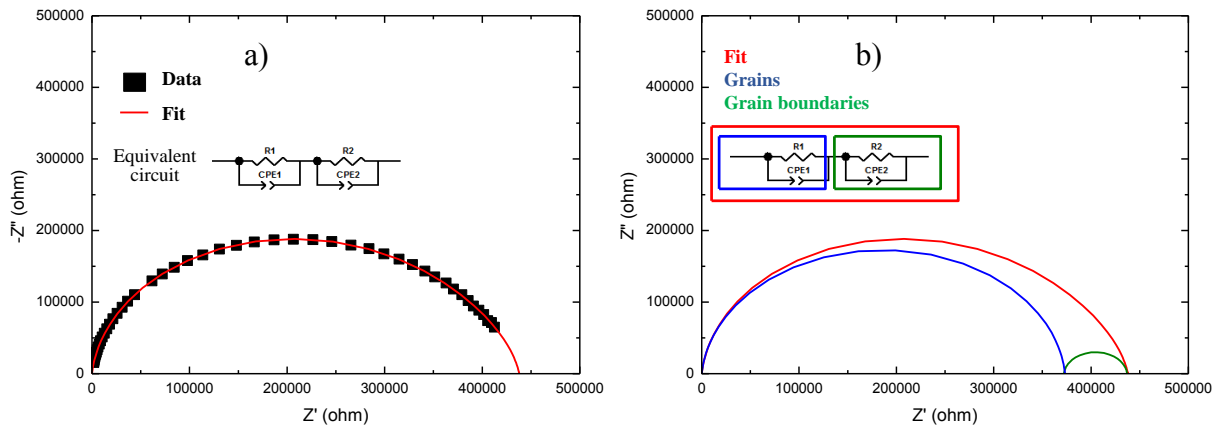 a)
Data
Fit
Equivalent
circuit
R1
R2
CPE1
CPE2
500000
400000
300000
200000
100000
0
-Z" (ohm)
0
100000
200000
300000
400000
500000
Z' (ohm)
b)
Fit
Grains
Grain boundaries
R1
R2
CPE1
CPE2
500000
400000
300000
200000
100000
0
Z" (ohm)
0
100000
200000
300000
400000
500000
Z' (ohm)